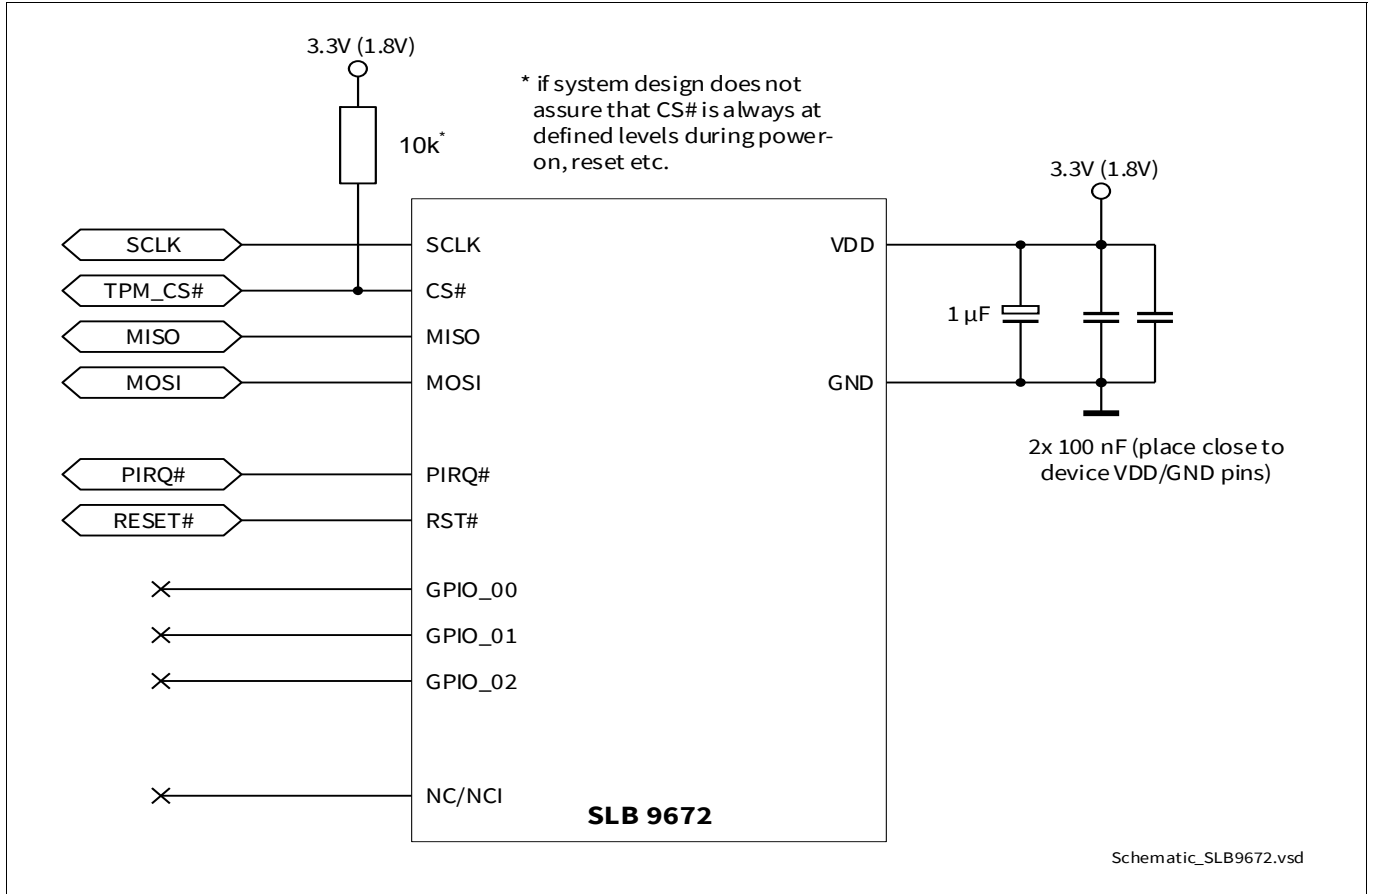 3.3V (1.8V)
* if system design does not
assure that CS# is always at
defined levels during power-
on, reset etc.
10k*
3.3V (1.8V)
SCLK
SCLK
VDD
TPM_CS#
CS#
1 µF
MISO
MISO
MOSI
MOSI
GND
2x 100 nF (place close to
device VDD/GND pins)
PIRQ#
PIRQ#
RESET#
RST#
GPIO_00
GPIO_01
GPIO_02
NC/NCI
SLB 9672
Schematic_SLB9672.vsd